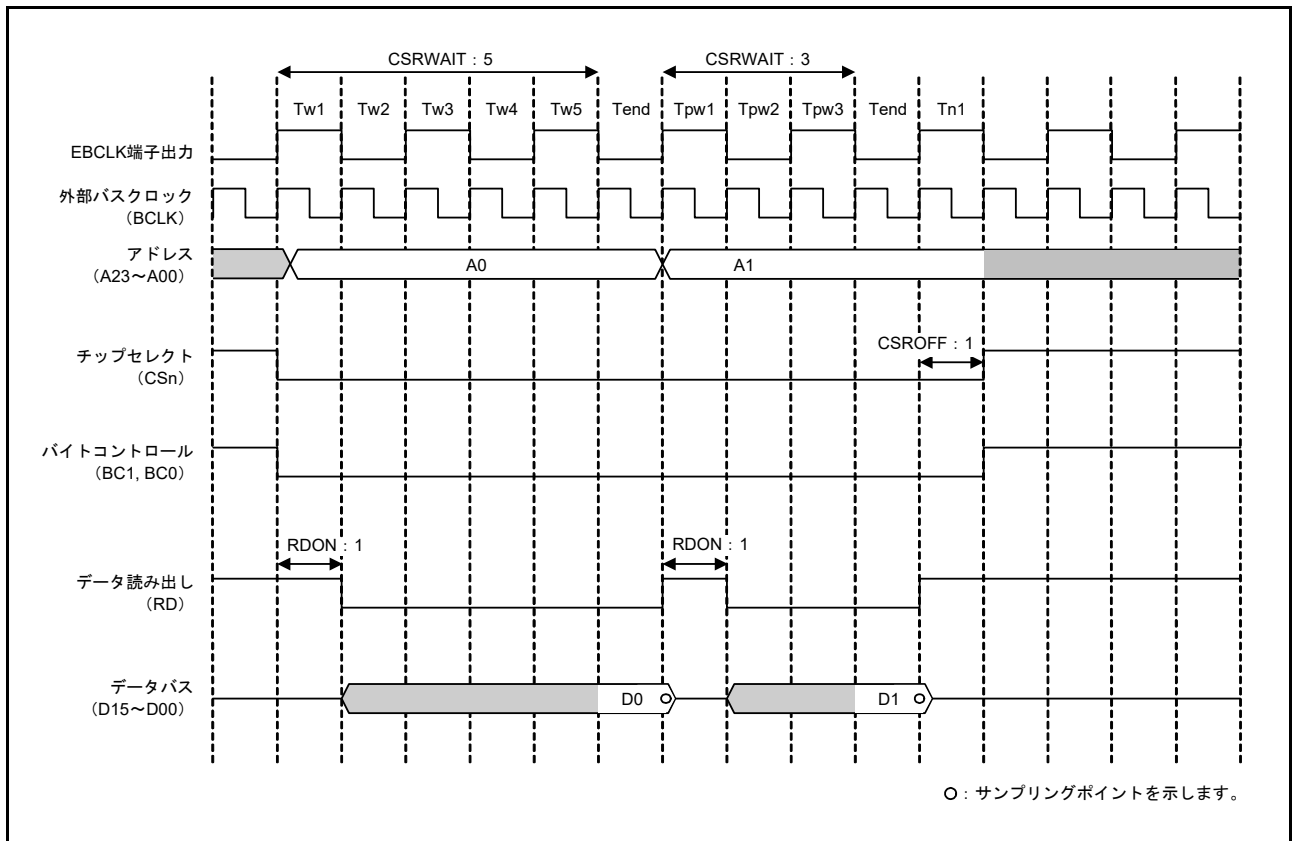 CSRWAIT：5
CSRWAIT：3
Tw1 Tw2 Tw3 Tw4 Tw5 Tend Tpw1 Tpw2 Tpw3 Tend Tn1
EBCLK端子出力
外部バスクロック
（BCLK）
アドレス
（A23～A00）
A0
A1
チップセレクト
（CSn）
CSROFF：1
バイトコントロール
（BC1, BC0）
RDON：1
RDON：1
データ読み出し
（RD）
データバス
（D15～D00）
D0
D1
：サンプリングポイントを示します。